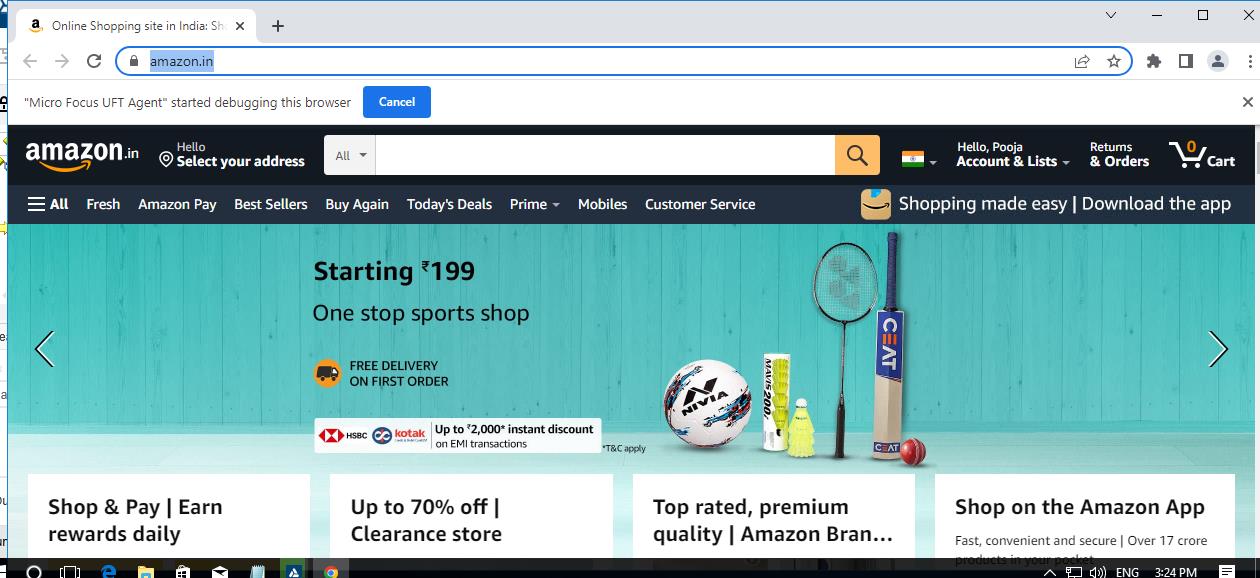 Online Shopping site in India: Sh
amazon.in
"Micro Focus UFT Agent" started debugging this browser
Cancel
amazon.in
Hello
Select your address
All
Hello, Pooja
Account & Lists
Returns
& Orders
0
Cart
All
Fresh
Amazon Pay
Best Sellers
Buy Again
Today's Deals
Prime
Mobiles
Customer Service
Shopping made easy | Download the app
Starting ₹199
One stop sports shop
FREE DELIVERY
ON FIRST ORDER
HSBC
kotak
Up to ₹2,000* instant discount
on EMI transactions
*T&C apply
NIVIA
MAVIS200i
CEAT
CEAT
Shop & Pay | Earn
rewards daily
Up to 70% off |
Clearance store
Top rated, premium
quality | Amazon Bran...
Shop on the Amazon App
Fast, convenient and secure | Over 17 crore
products in your pocket
ENG
3:24 PM